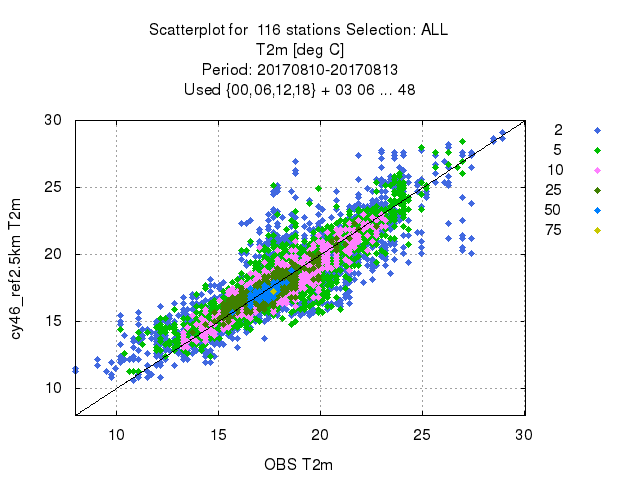 Scatterplot for 116 stations Selection: ALL
T2m [deg C]
Period: 20170810-20170813
Used {00,06,12,18} + 03 06 ... 48
30
25
20
15
10
cy46_ref2.5km T2m
10 15 20 25 30
OBS T2m
2
5
10
25
50
75